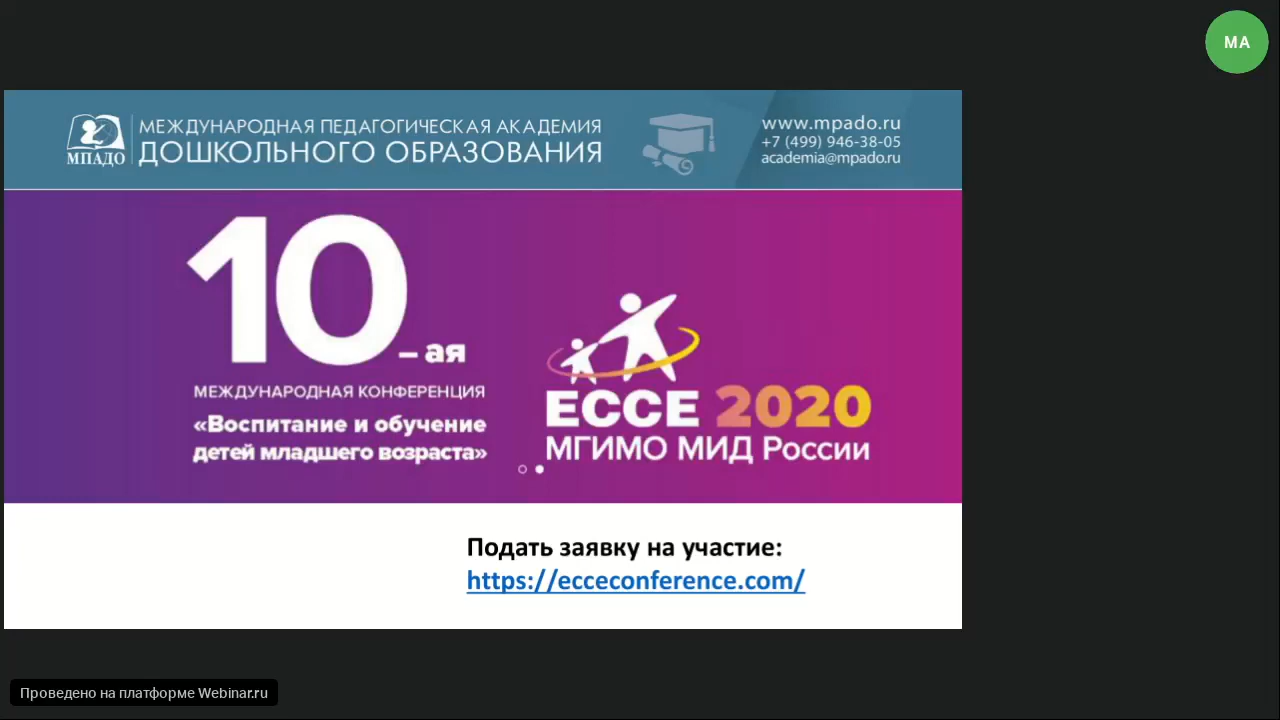 MA
МЕЖДУНАРОДНАЯ ПЕДАГОГИЧЕСКАЯ АКАДЕМИЯ
МПАДО ДОШКОЛЬНОГО ОБРАЗОВАНИЯ
www.mpado.ru
+7 (499) 946-38-05
academia@mpado.ru
10 – ая
МЕЖДУНАРОДНАЯ КОНФЕРЕНЦИЯ
«Воспитание и обучение
детей младшего возраста»
ECCE 2020
МГИМО МИД России
Подать заявку на участие:
https://ecceconference.com/
Проведено на платформе Webinar.ru